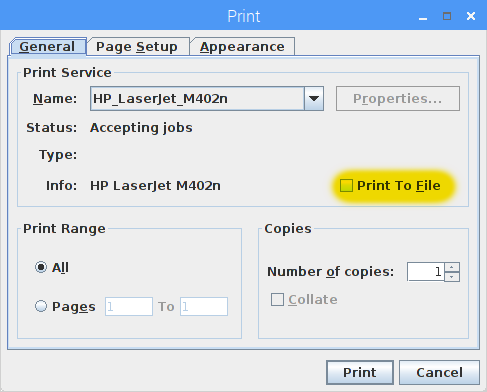 Print
General Page Setup Appearance
Print Service
Name: HP_LaserJet_M402n Properties...
Status: Accepting jobs
Type:
Info: HP LaserJet M402n Print To File
Print Range
All
Pages 1 To 1
Copies
Number of copies: 1
Collate
Print Cancel